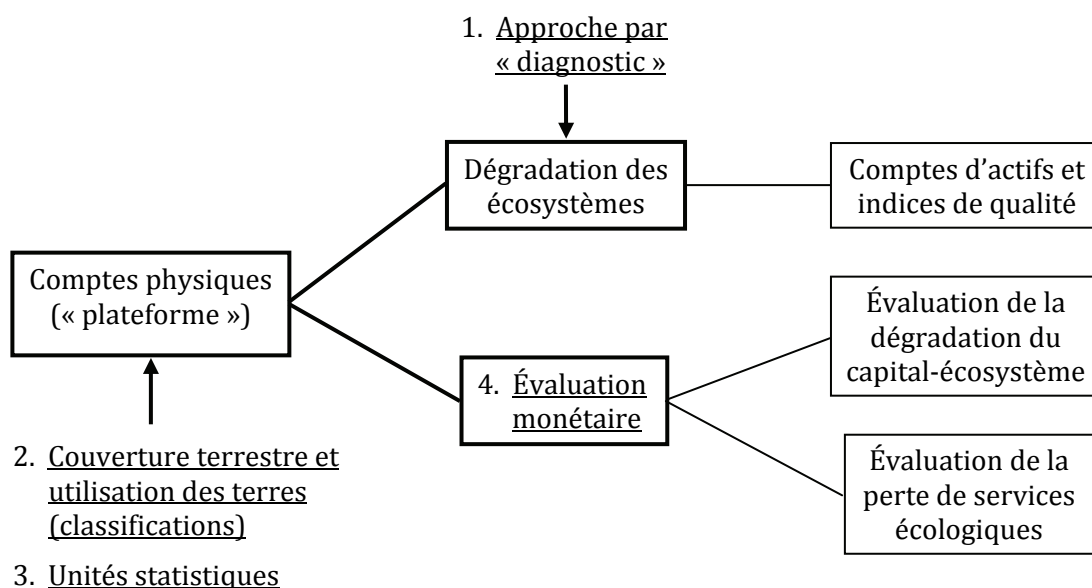 1. Approche par
« diagnostic »
Dégradation des
écosystèmes
Comptes d’actifs et
indices de qualité
Comptes physiques
(« plateforme »)
Évaluation de la
dégradation du
capital-écosystème
4. Évaluation
monétaire
2. Couverture terrestre et
utilisation des terres
(classifications)
Évaluation de la
perte de services
écologiques
3. Unités statistiques